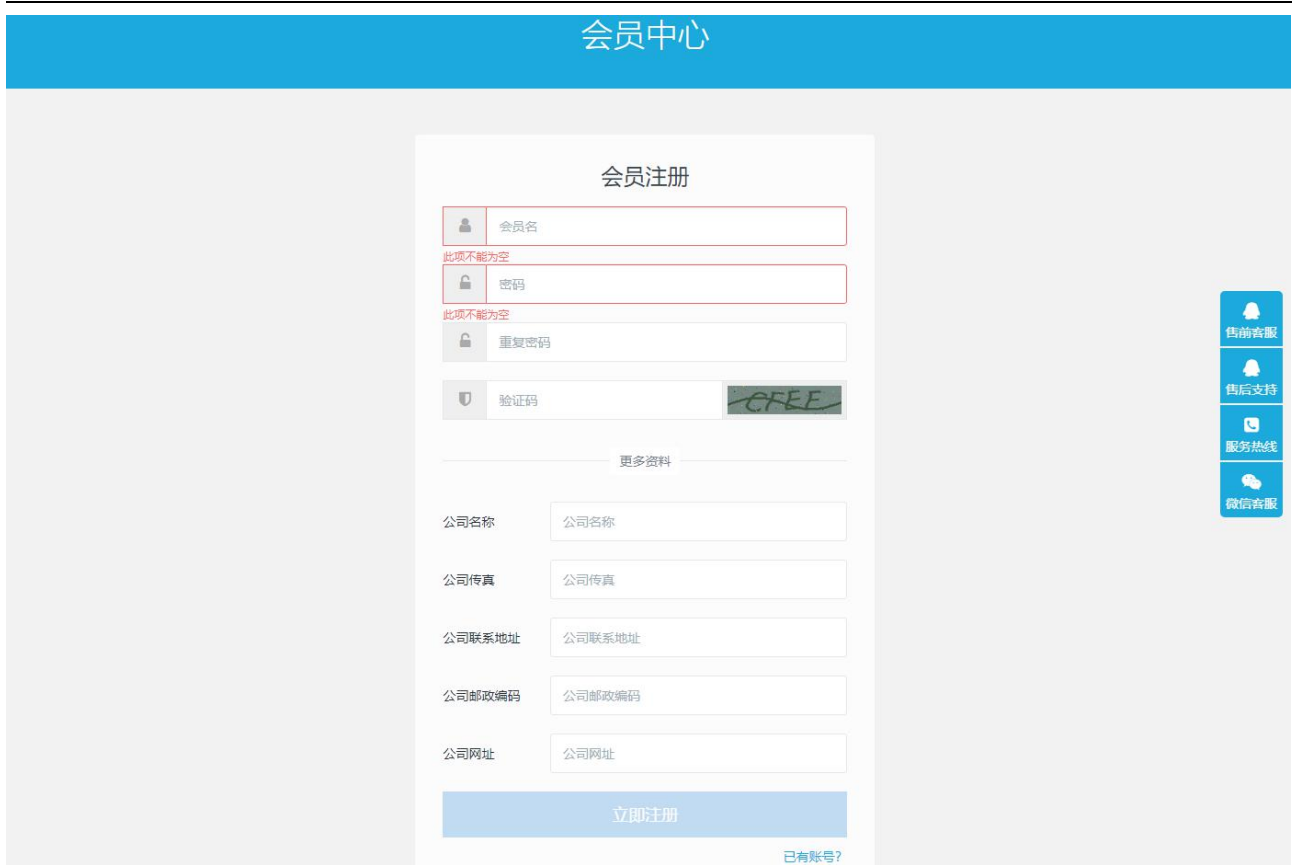 会员中心
会员注册
会员名
此项不能为空
密码
此项不能为空
重复密码
验证码 CFEE
更多资料
公司名称 公司名称
公司传真 公司传真
公司联系地址 公司联系地址
公司邮政编码 公司邮政编码
公司网址 公司网址
立即注册
已有账号?
售前客服
售后支持
服务热线
微信客服